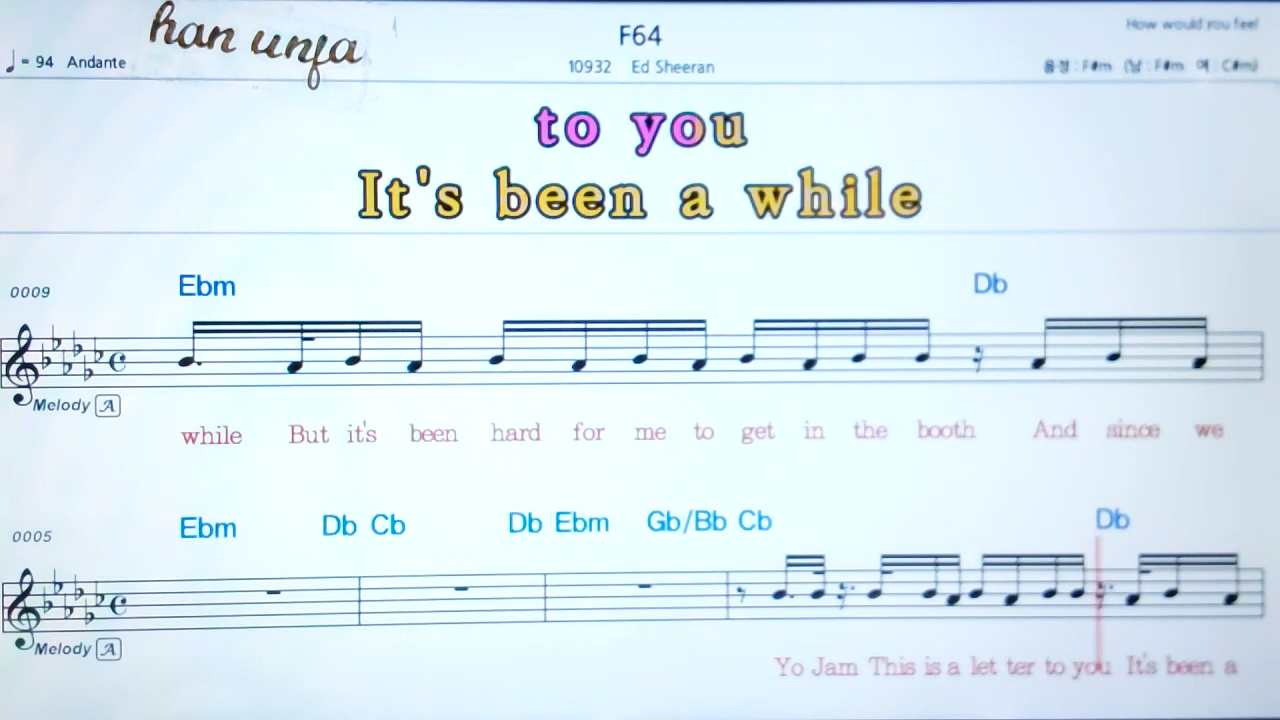 han unfa
♩= 94 Andante
F64
10932 Ed Sheeran
How would you feel
음정 : F#m (남 : F#m 여 : C#m)
to you
It's been a while
0009
Ebm Db
Melody A
while But it's been hard for me to get in the booth And since we
0005
Ebm Db Cb Db Ebm Gb/Bb Cb Db
Melody A
Yo Jam This is a let ter to you It's been a